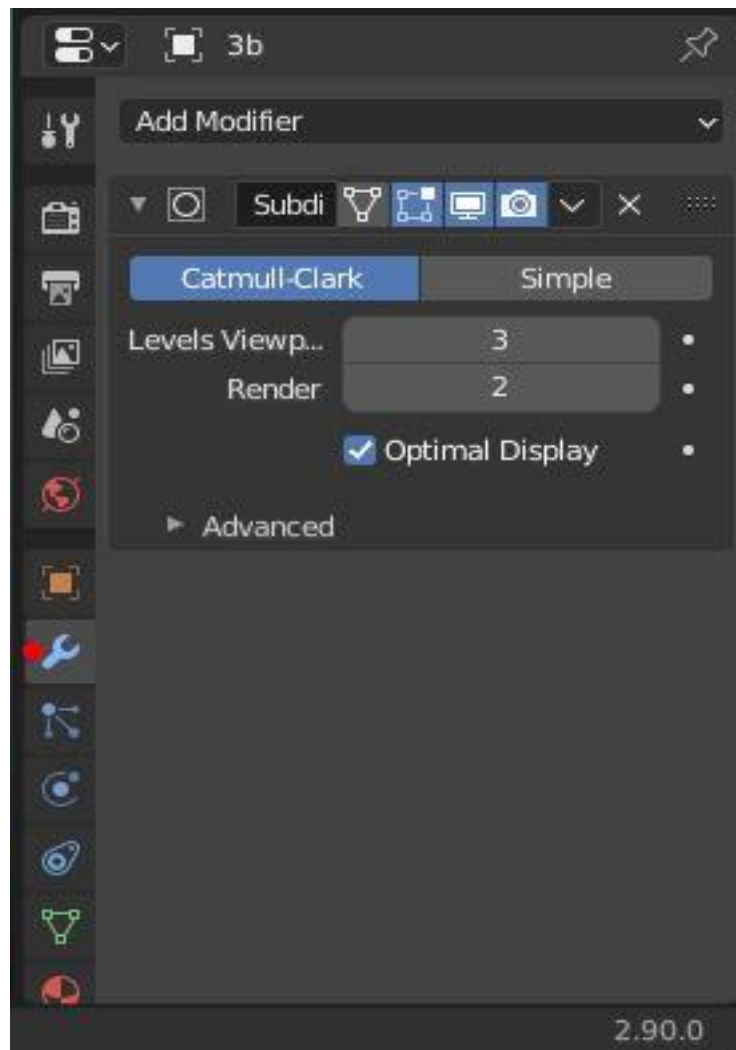 3b
Add Modifier
Subdi
Catmull-Clark Simple
Levels Viewp... 3
Render 2
Optimal Display
Advanced
2.90.0